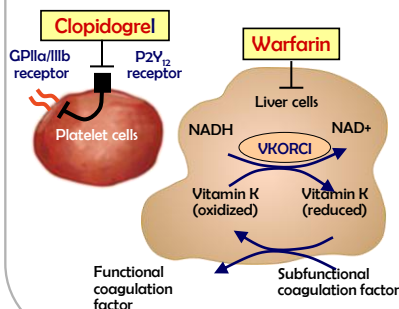 Clopidogrel
GPIIa/IIIb
receptor
P2Y12
receptor
Platelet cells
Warfarin
Liver cells
NADH
NAD+
VKORCI
Vitamin K
(oxidized)
Vitamin K
(reduced)
Functional
coagulation
factor
Subfunctional
coagulation factor